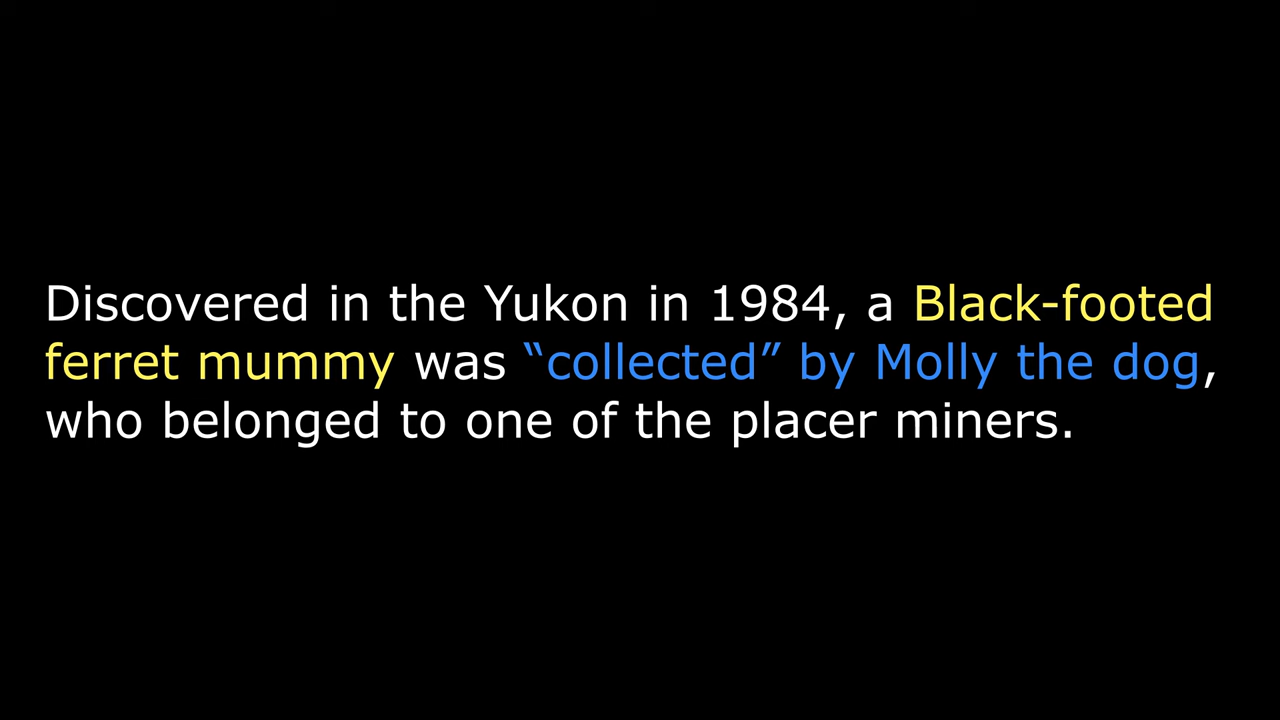 Discovered in the Yukon in 1984, a Black-footed
ferret mummy was “collected” by Molly the dog,
who belonged to one of the placer miners.